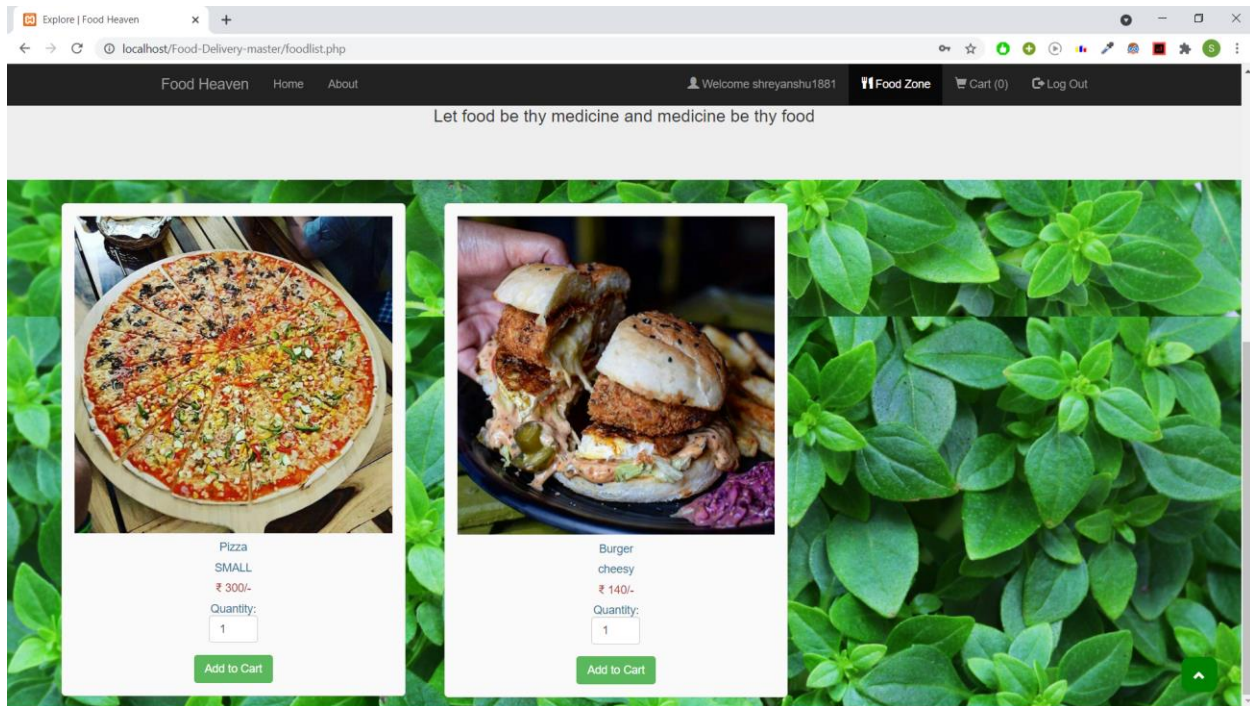 Explore | Food Heaven
localhost/Food-Delivery-master/foodlist.php
S
Food Heaven Home About Welcome shreyanshu1881 Food Zone Cart (0) Log Out
Let food be thy medicine and medicine be thy food
Pizza
SMALL
₹ 300/-
Quantity:
1
Add to Cart
Burger
cheesy
₹ 140/-
Quantity:
1
Add to Cart